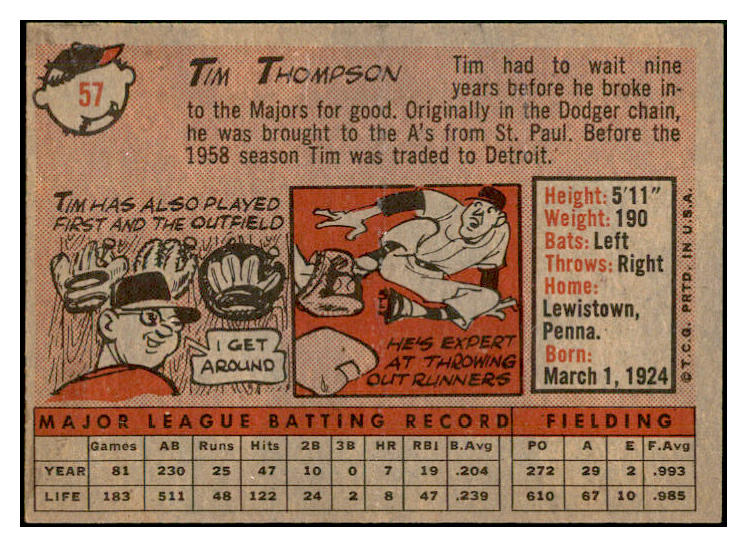 57
TIM THOMPSON
Tim had to wait nine
years before he broke in-
to the Majors for good. Originally in the Dodger chain,
he was brought to the A's from St. Paul. Before the
1958 season Tim was traded to Detroit.
TIM HAS ALSO PLAYED
FIRST AND THE OUTFIELD
I GET
AROUND
HE'S EXPERT
AT THROWING
OUT RUNNERS
Height: 5'11"
Weight: 190
Bats: Left
Throws: Right
Home:
Lewistown,
Penna.
Born:
March 1, 1924
© T.C.G. PRTD. IN U.S.A.
MAJOR LEAGUE BATTING RECORD FIELDING
Games AB Runs Hits 2B 3B HR RBI B.Avg PO A E F.Avg
YEAR 81 230 25 47 10 0 7 19 .204 272 29 2 .993
LIFE 183 511 48 122 24 2 8 47 .239 610 67 10 .985